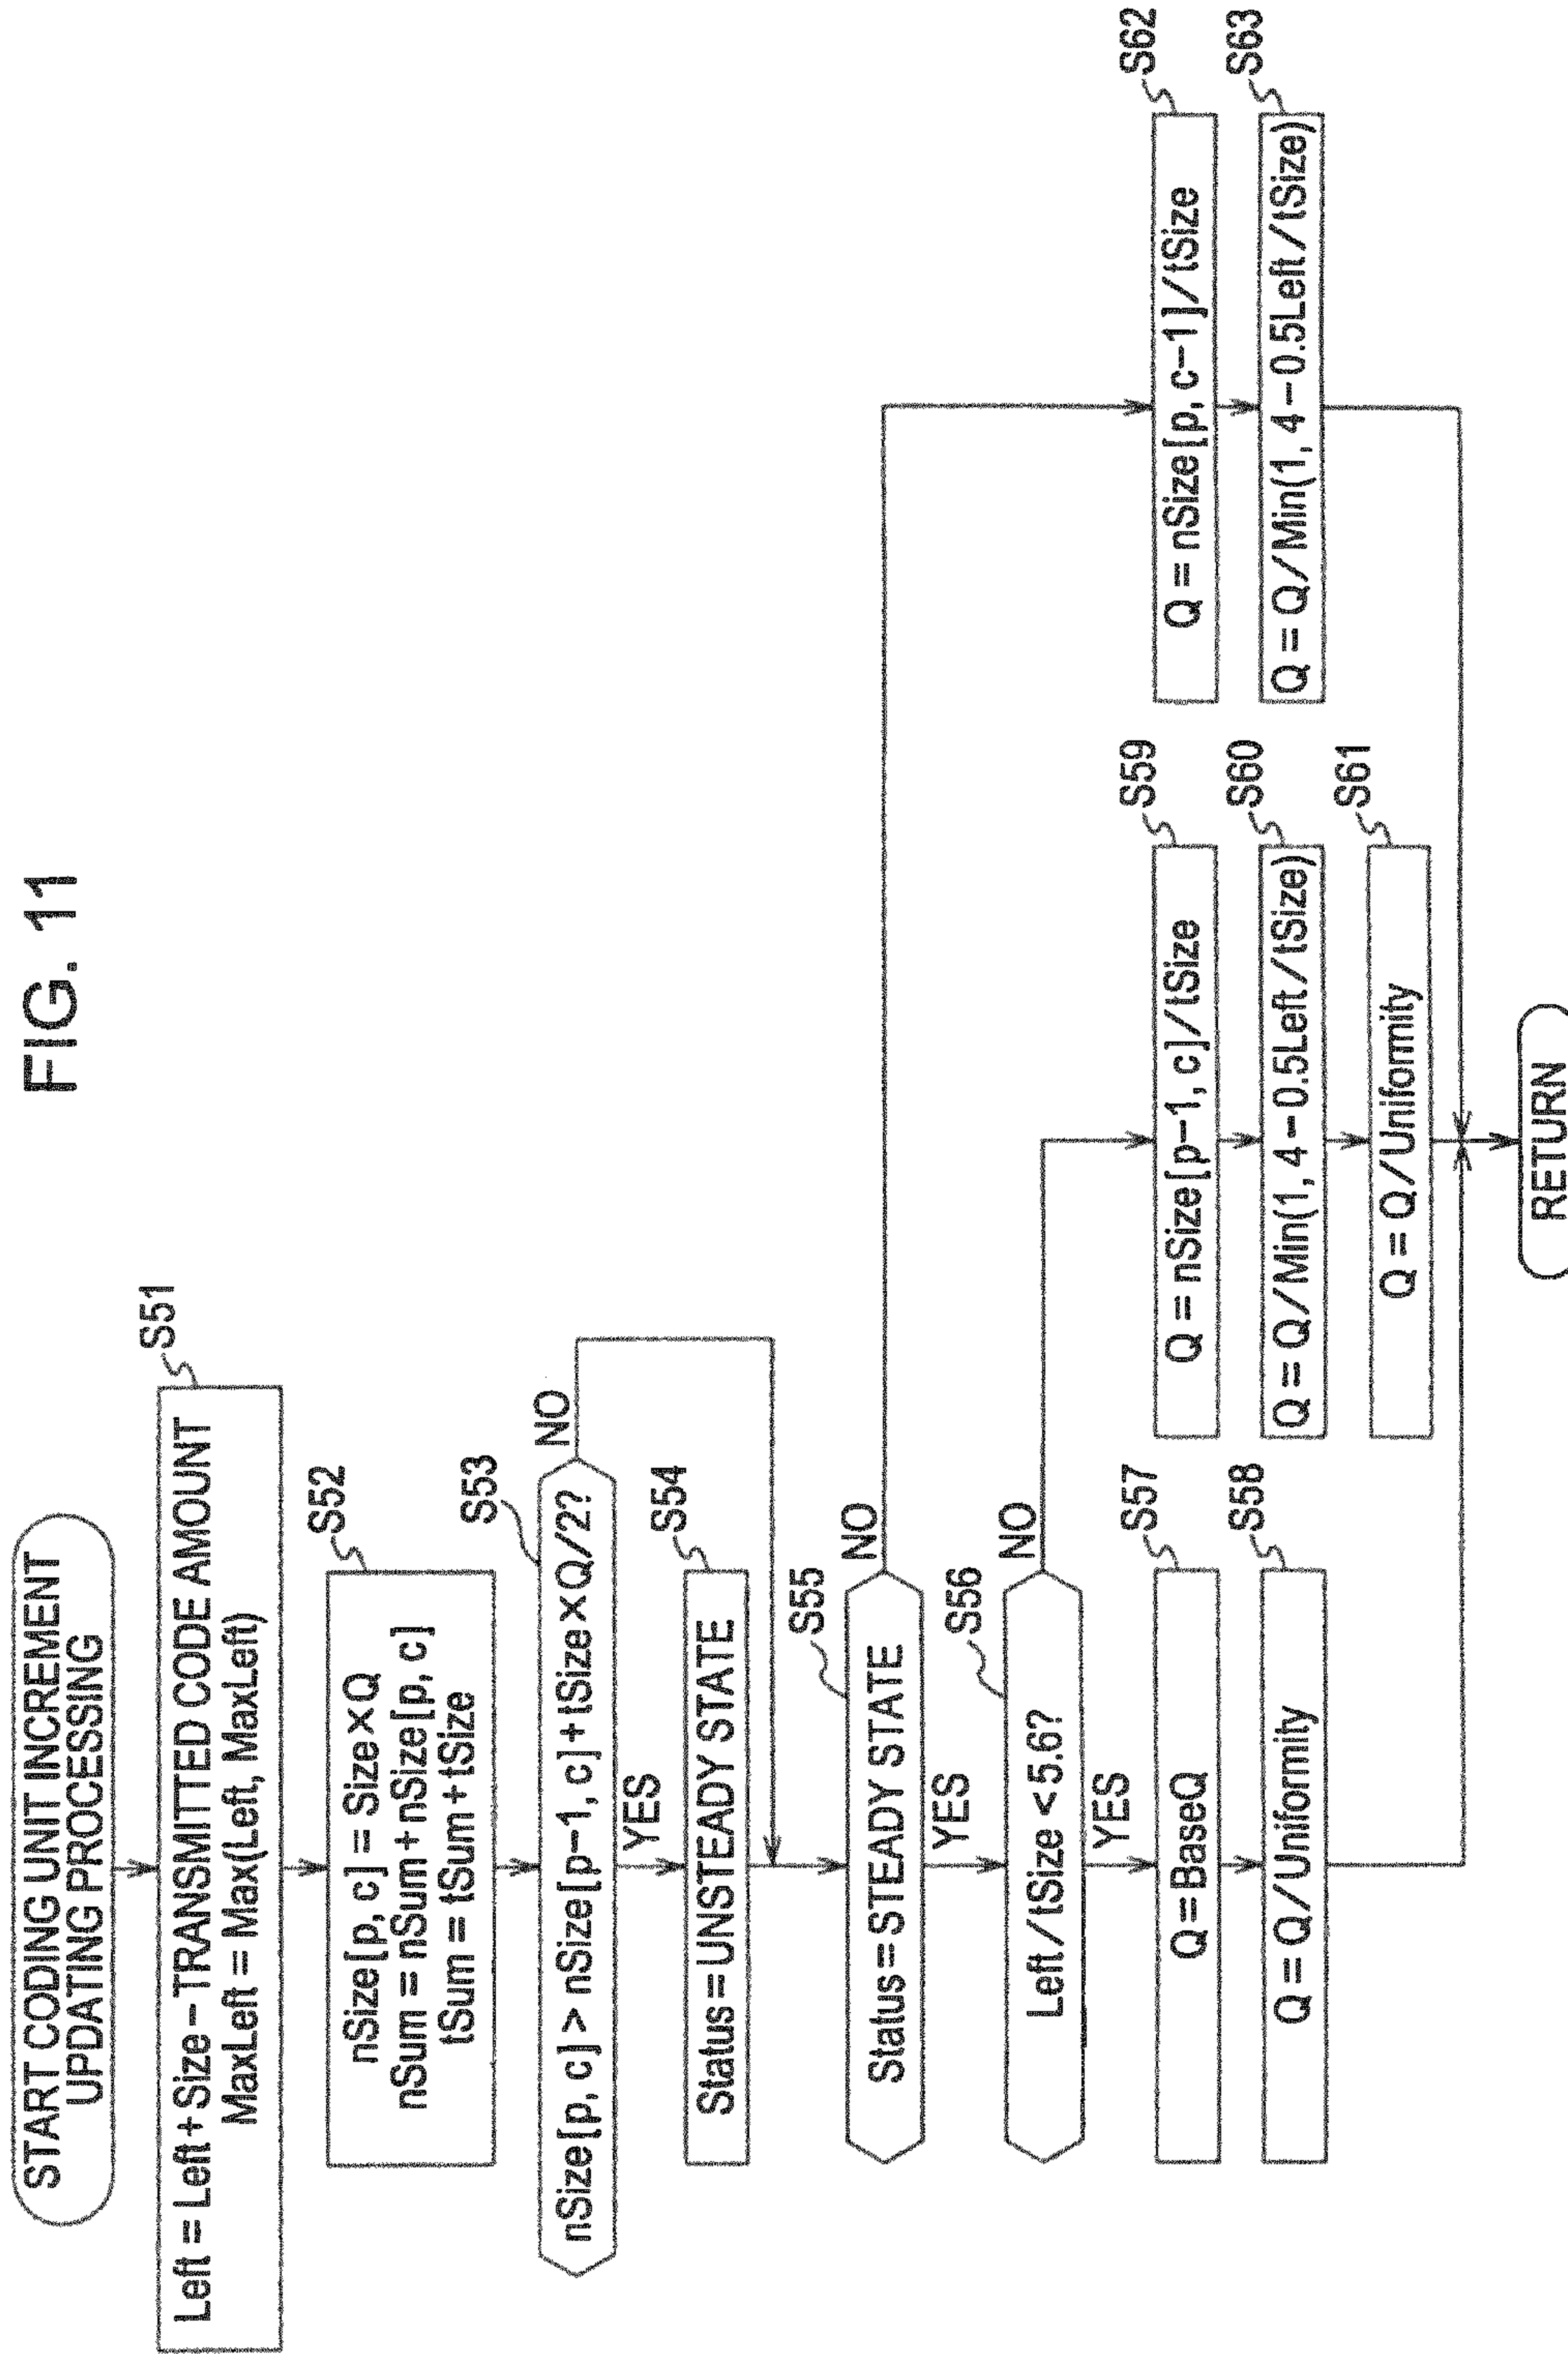 FIG. 11
START CODING UNIT INCREMENT
UPDATING PROCESSING
S51
Left = Left + Size - TRANSMITTED CODE AMOUNT
MaxLeft = Max(Left, MaxLeft)
S52
nSize[p, c] = Size × Q
nSum = nSum + nSize[p, c]
tSum = tSum + tSize
S53
nSize[p, c] > nSize[p-1, c] + tSize × Q/2?
NO
YES
S54
Status = UNSTEADY STATE
S55
Status = STEADY STATE
NO
YES
S56
Left/tSize < 5.6?
NO
YES
S57
Q = BaseQ
S58
Q = Q/Uniformity
S59
Q = nSize[p-1, c]/tSize
S60
Q = Q/Min(1, 4 - 0.5Left/tSize)
S61
Q = Q/Uniformity
S62
Q = nSize[p, c-1]/tSize
S63
Q = Q/Min(1, 4 - 0.5Left/tSize)
RETURN